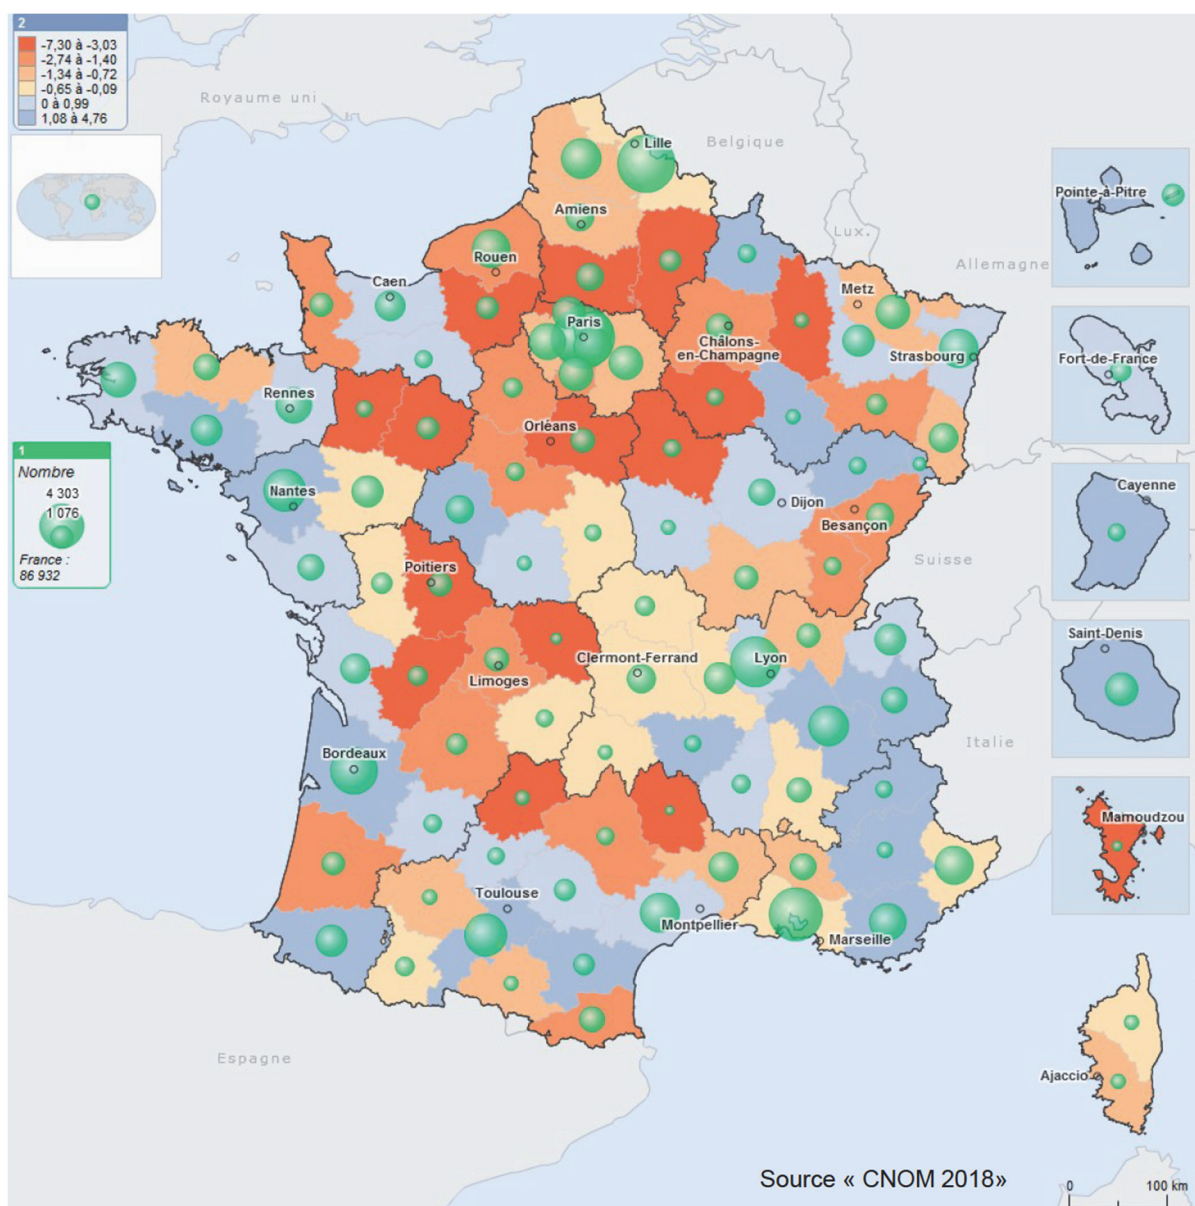 2
-7,30 à -3,03
-2,74 à -1,40
-1,34 à -0,72
-0,65 à -0,09
0 à 0,99
1,08 à 4,76
Royaume uni
Belgique
Lille
Pointe-à-Pitre
Amiens
Lux.
Rouen
Allemagne
Caen
Metz
Paris
Châlons-
en-Champagne
Strasbourg
Fort-de-France
Rennes
Orléans
1
Nombre
4 303
1 076
France :
86 932
Nantes
Dijon
Besançon
Cayenne
Suisse
Poitiers
Saint-Denis
Clermont-Ferrand
Lyon
Limoges
Italie
Bordeaux
Mamoudzou
Toulouse
Montpellier
Marseille
Espagne
Ajaccio
Source « CNOM 2018»
0 100 km